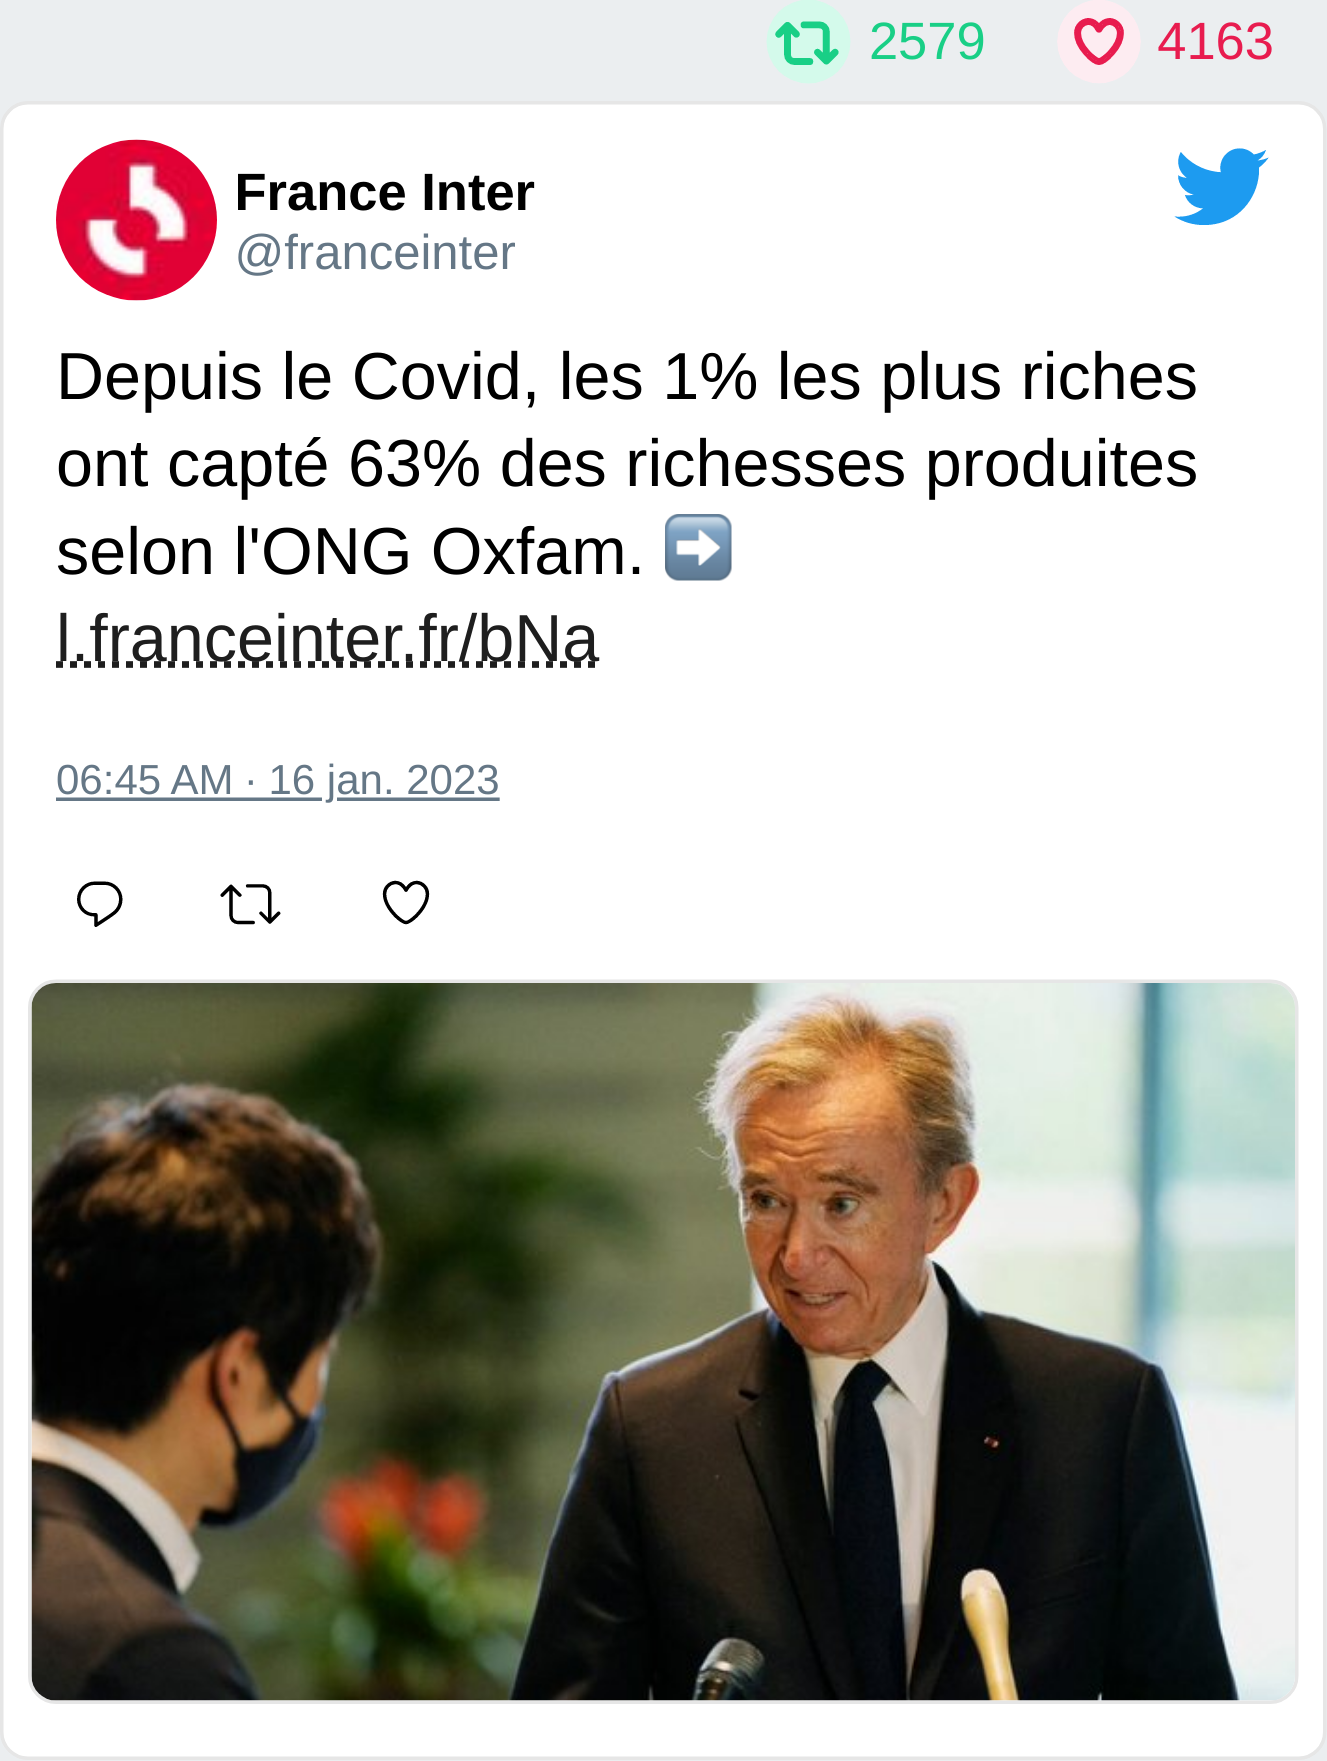 2579 4163
France Inter
@franceinter
Depuis le Covid, les 1% les plus riches
ont capté 63% des richesses produites
selon l'ONG Oxfam. ➡️
l.franceinter.fr/bNa
06:45 AM · 16 jan. 2023